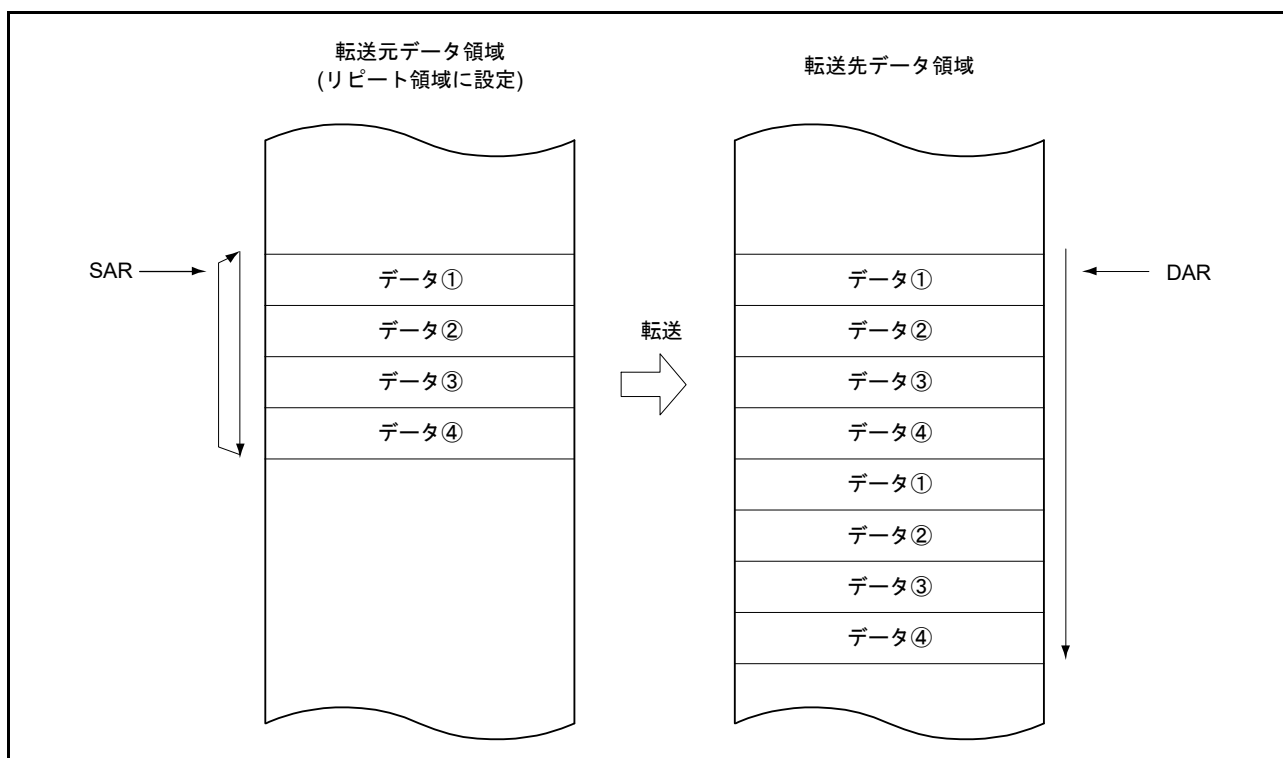 転送元データ領域
(リピート領域に設定)
転送先データ領域
SAR
データ①
データ②
データ③
データ④
転送
データ①
データ②
データ③
データ④
データ①
データ②
データ③
データ④
DAR